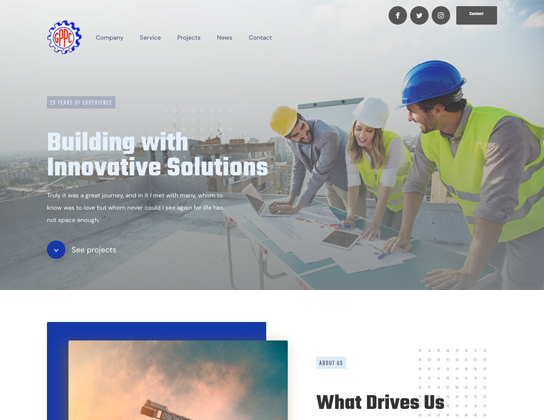 Contact
GPPC
Company Service Projects News Contact
20 YEARS OF EXPERIENCE
Building with
Innovative Solutions
Truly it was a great journey, and in it I met with many, whom to
know was to love but whom never could I see again for life has
not space enough.
See projects
ABOUT US
What Drives Us